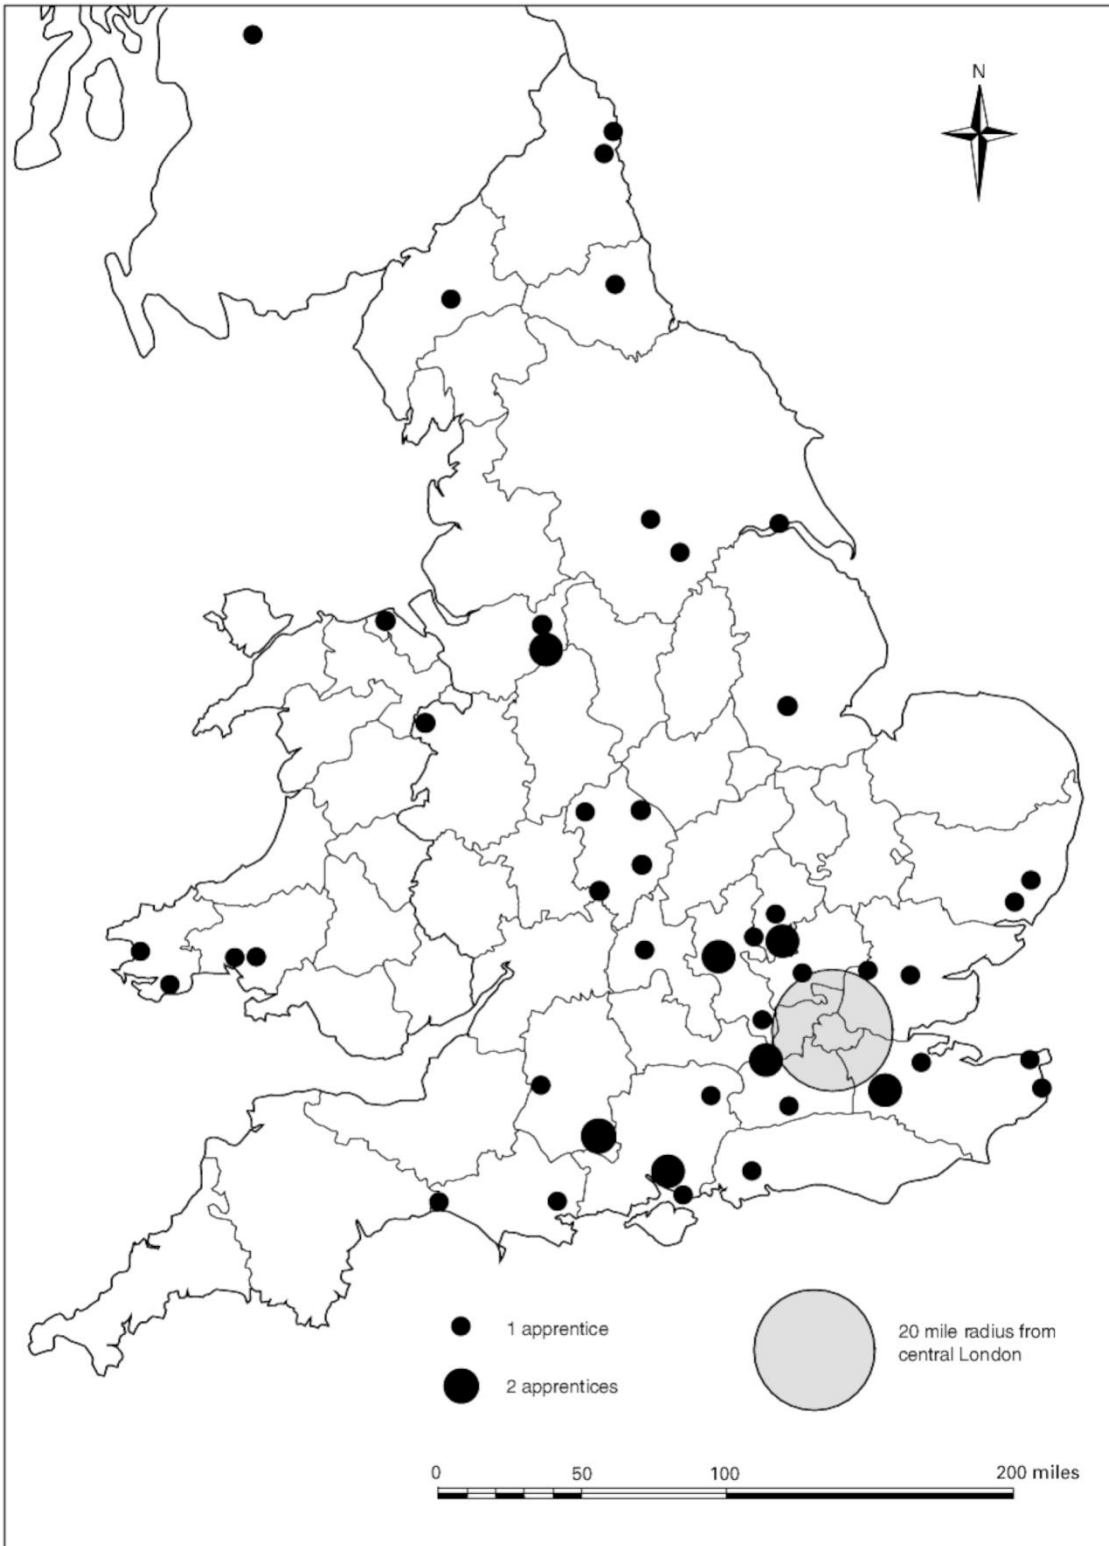 N
1 apprentice
2 apprentices
20 mile radius from
central London
0 50 100 200 miles